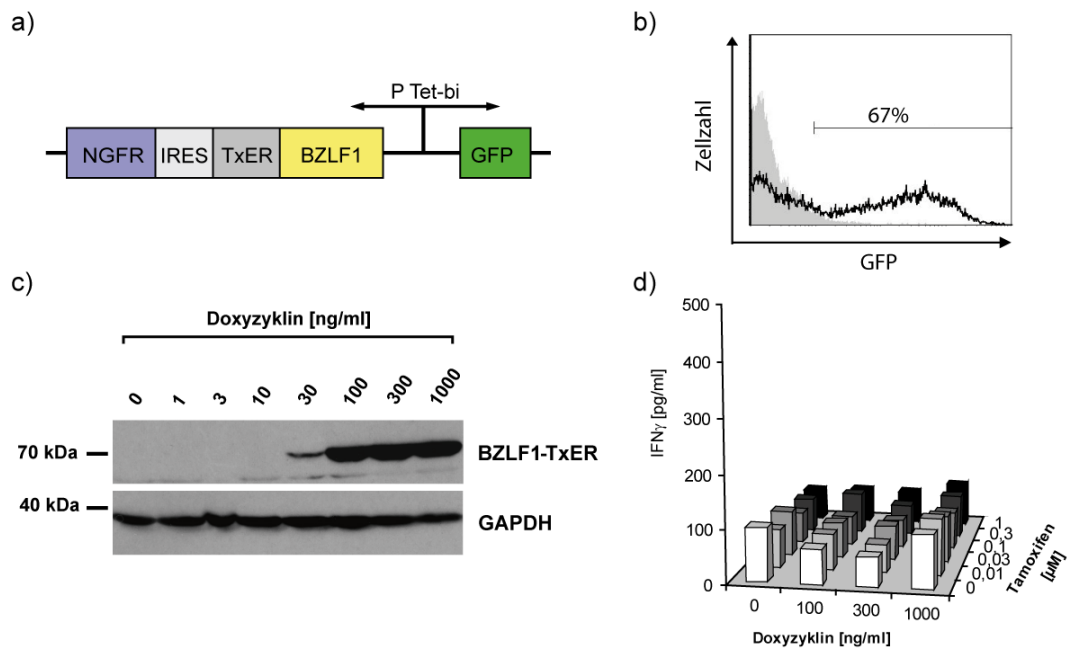 a)
P Tet-bi
NGFR IRES TxER BZLF1 GFP
b)
Zellzahl
67%
GFP
c)
Doxyzyklin [ng/ml]
0 1 3 10 30 100 300 1000
70 kDa
BZLF1-TxER
40 kDa
GAPDH
d)
IFNγ [pg/ml]
500
400
300
200
100
0
0 100 300 1000
Doxyzyklin [ng/ml]
1
0,3
0,1
0,03
0,01
0
Tamoxifen
[µM]